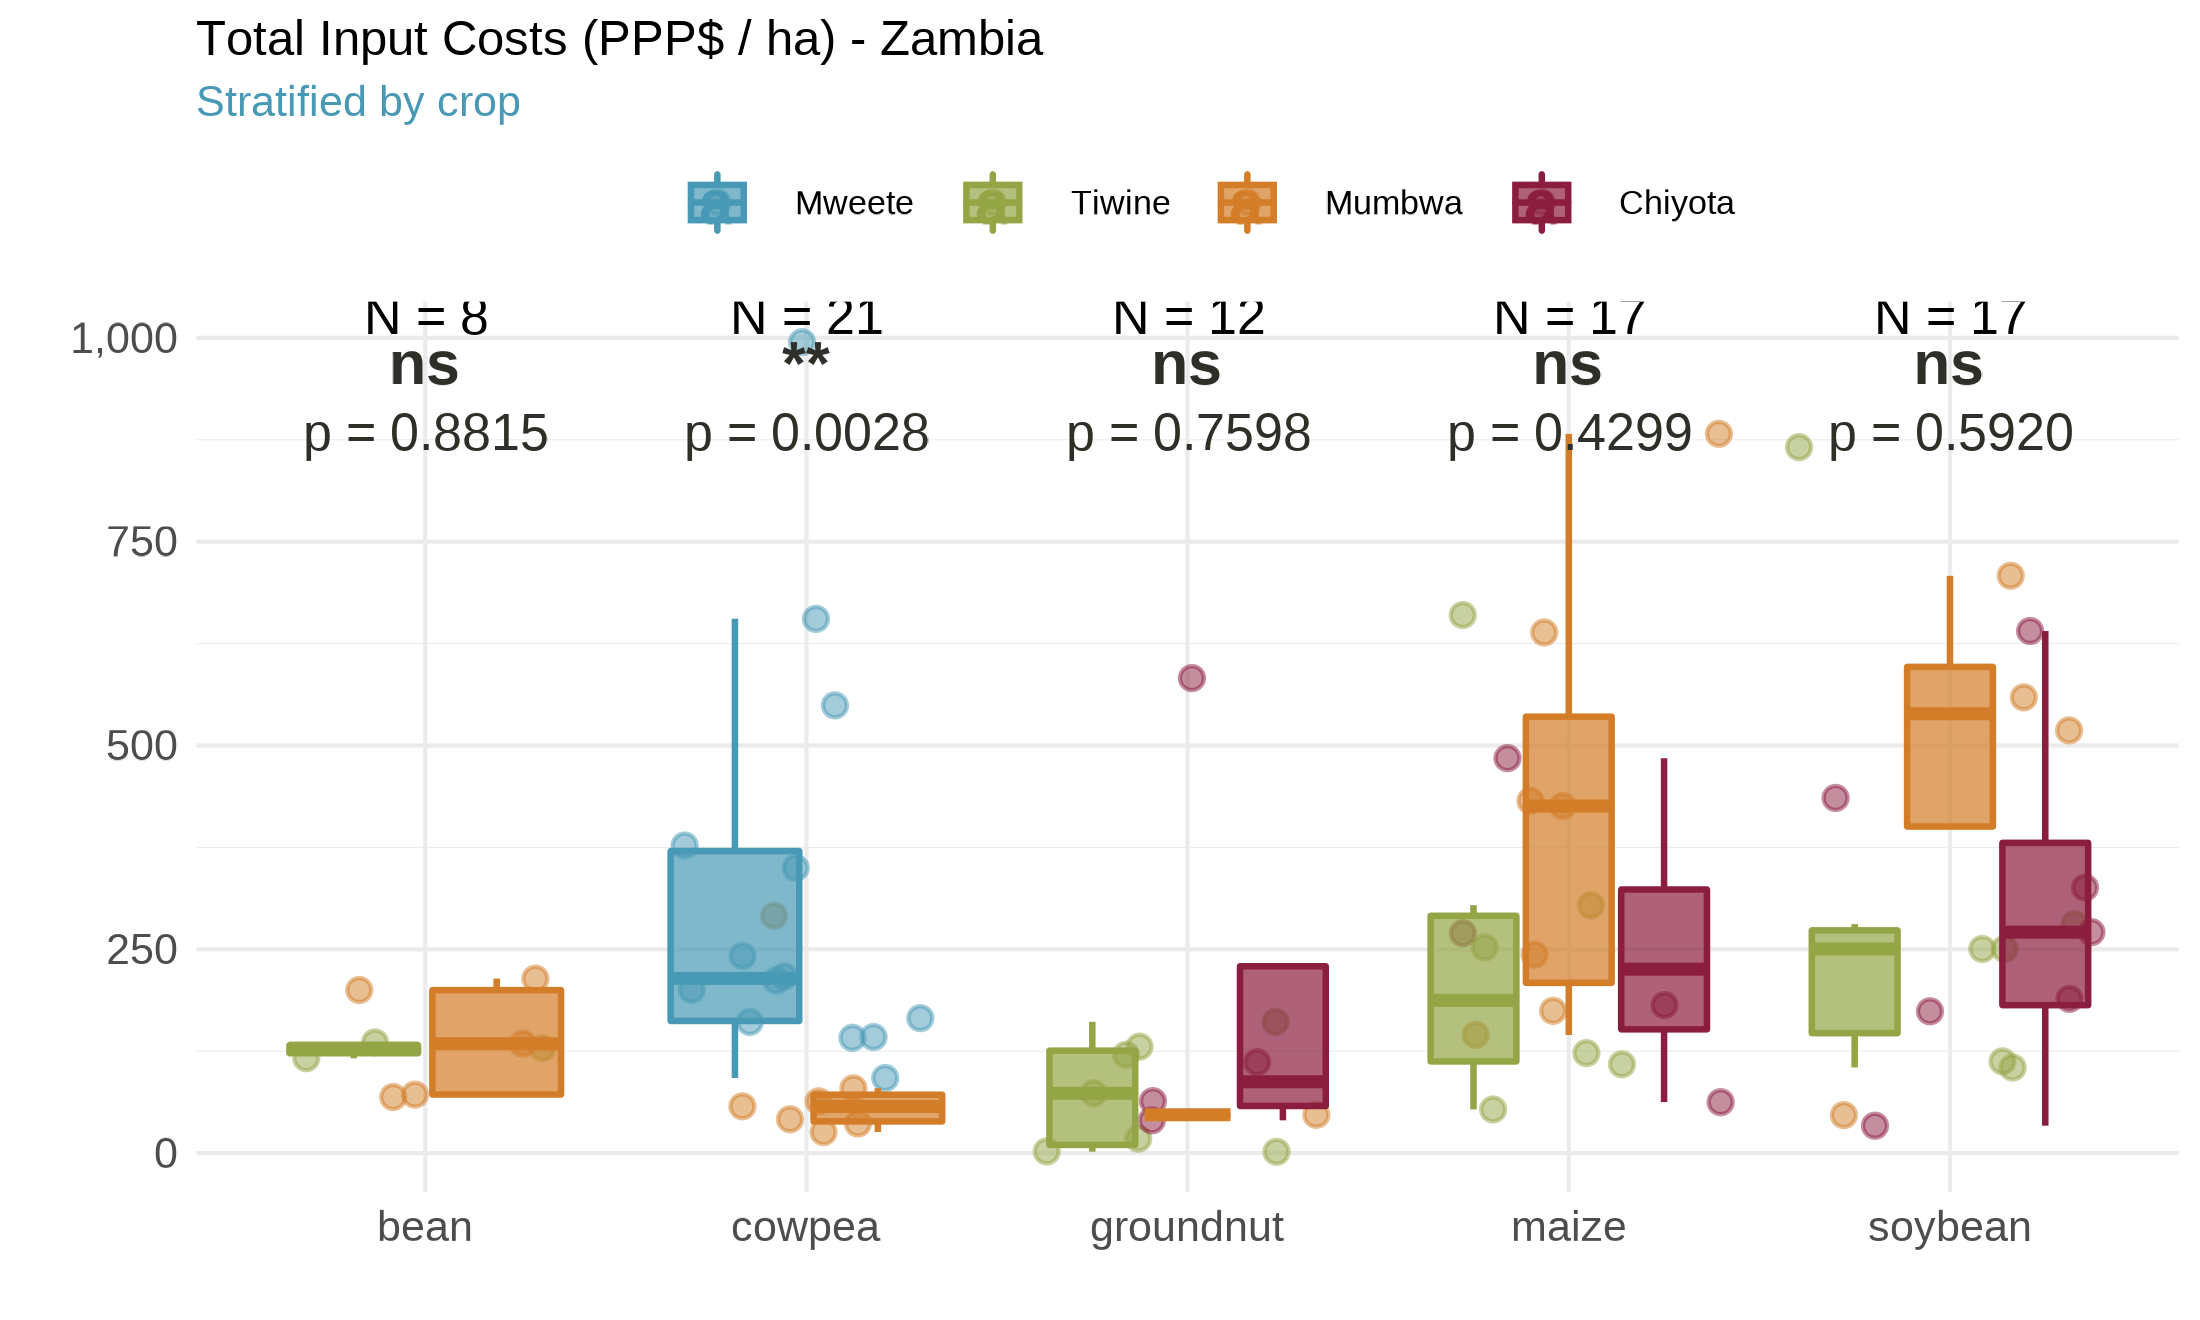 Total Input Costs (PPP$ / ha) - Zambia
Stratified by crop
Mweete Tiwine Mumbwa Chiyota
N = 8 N = 21 N = 12 N = 17 N = 17
1,000
ns ** ns ns ns
p = 0.8815 p = 0.0028 p = 0.7598 p = 0.4299 p = 0.5920
750
500
250
0
bean cowpea groundnut maize soybean